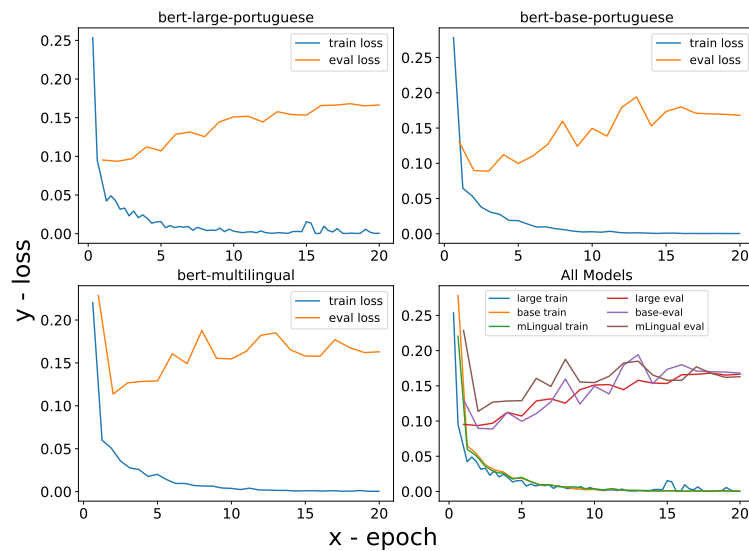 bert-large-portuguese
0.25
0.20
0.15
0.10
0.05
0.00
0 5 10 15 20
train loss
eval loss
bert-base-portuguese
0.25
0.20
0.15
0.10
0.05
0.00
0 5 10 15 20
train loss
eval loss
y - loss
bert-multilingual
0.20
0.15
0.10
0.05
0.00
0 5 10 15 20
train loss
eval loss
All Models
0.25
0.20
0.15
0.10
0.05
0.00
0 5 10 15 20
large train
base train
mLingual train
large eval
base-eval
mLingual eval
x - epoch